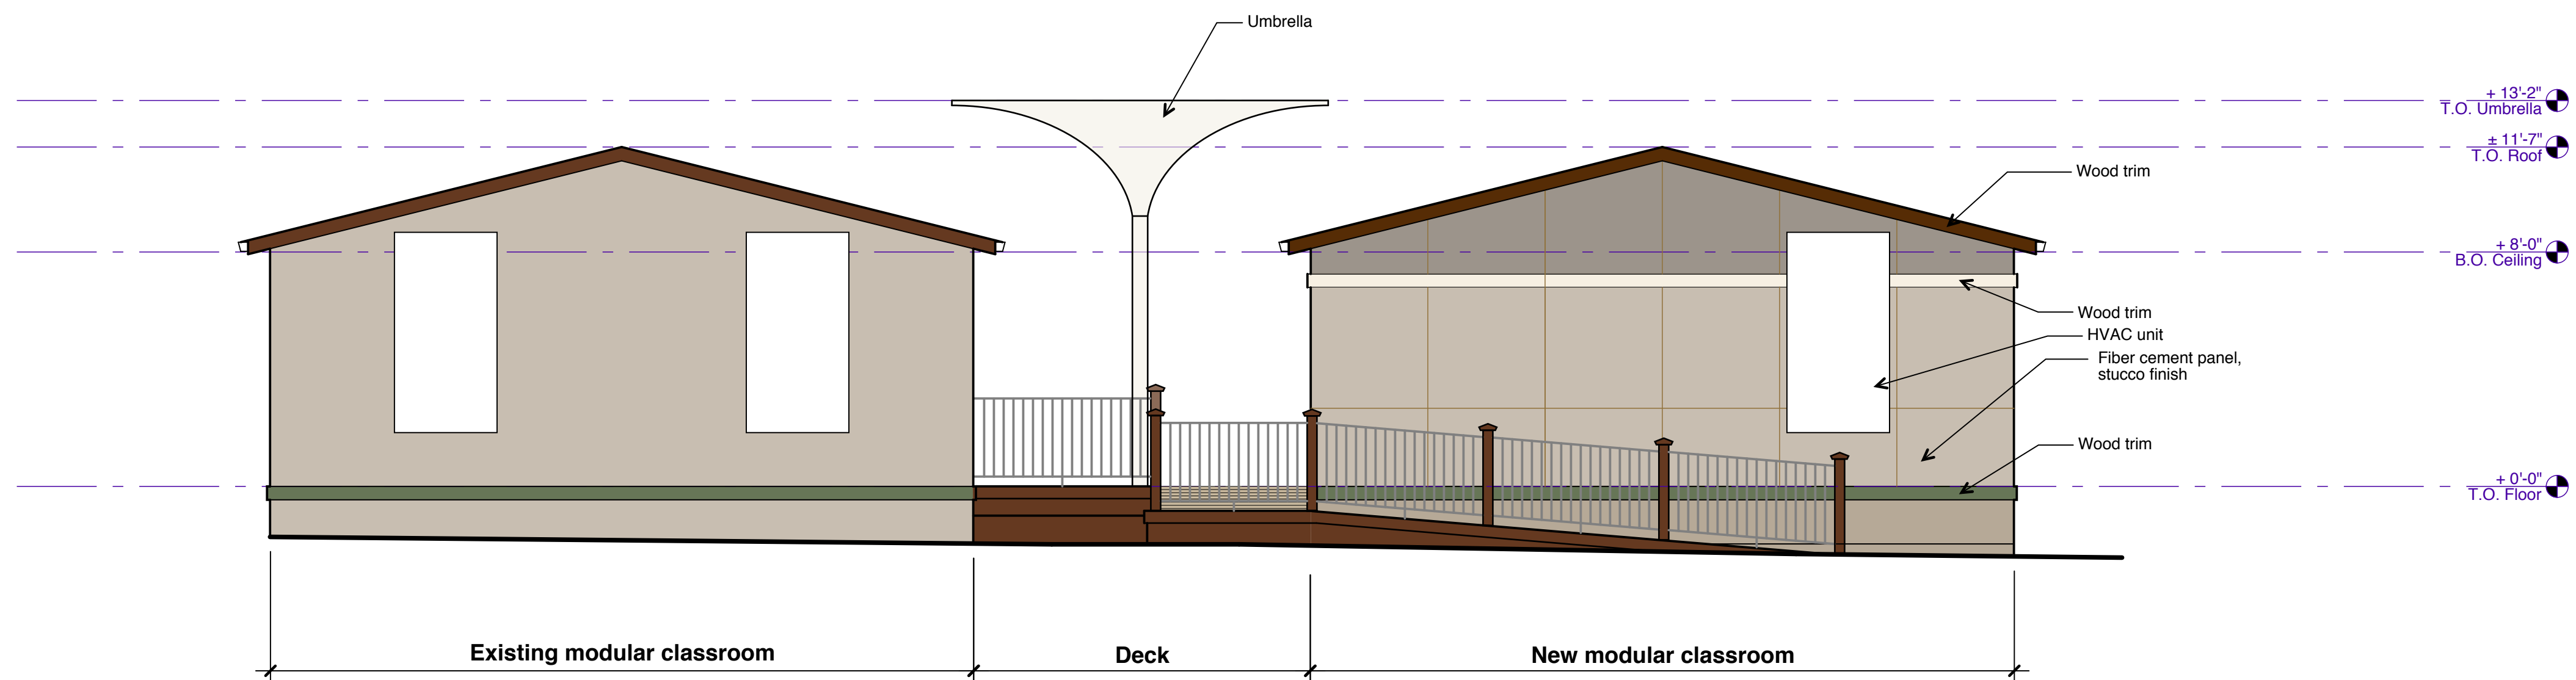 Umbrella
+ 13'-2"
T.O. Umbrella
± 11'-7"
T.O. Roof
Wood trim
+ 8'-0"
B.O. Ceiling
Wood trim
HVAC unit
Fiber cement panel,
stucco finish
Wood trim
+ 0'-0"
T.O. Floor
Existing modular classroom
Deck
New modular classroom